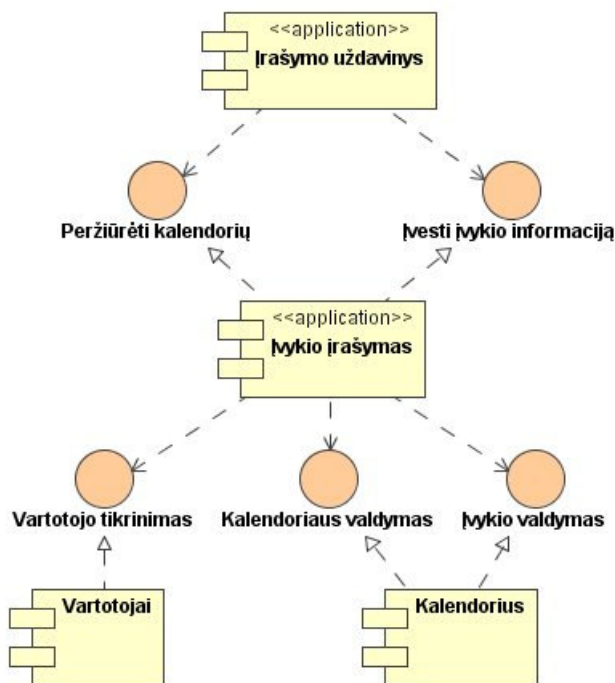 <<application>>
Įrašymo uždavinys
Peržiūrėti kalendorių
Įvesti įvykio informaciją
<<application>>
Įvykio įrašymas
Vartotojo tikrinimas
Kalendoriaus valdymas
Įvykio valdymas
Vartotojai
Kalendorius